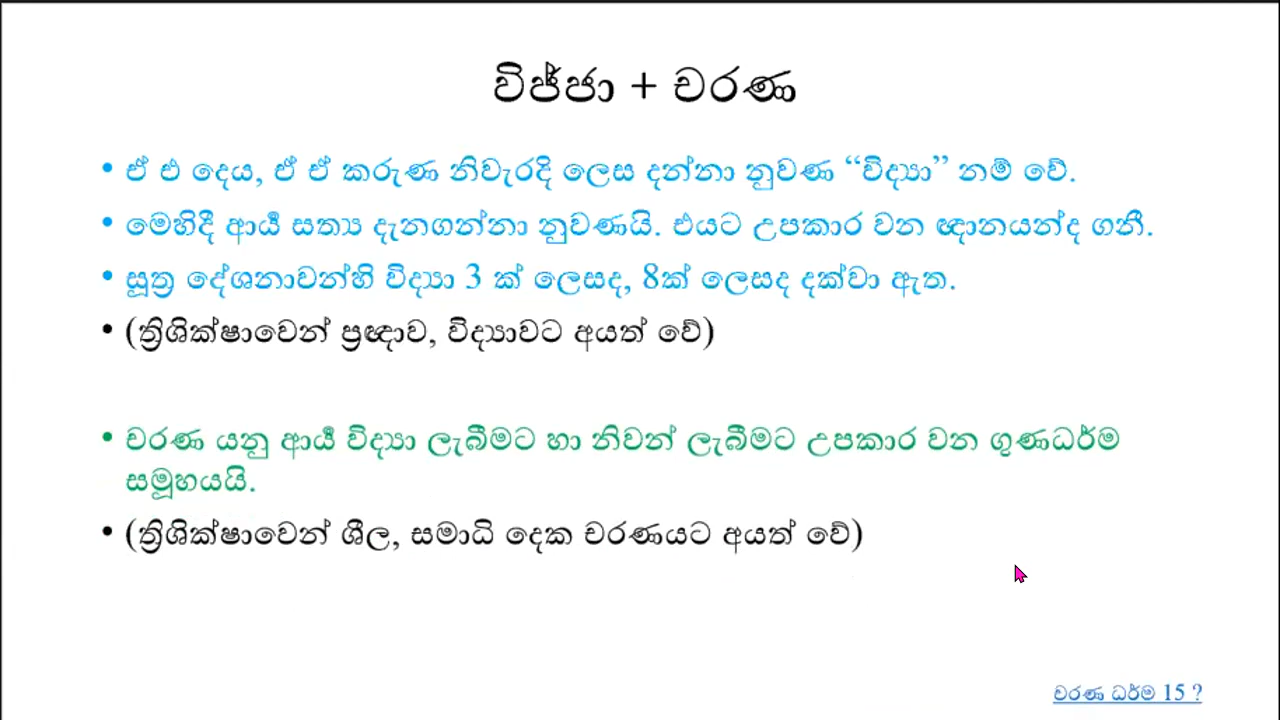 විජ්ජා + චරණ
• ඒ එ දෙය, ඒ ඒ කරුණ නිවැරදි ලෙස දන්නා නුවණ “විද්‍යා” නම් වේ.
• මෙහිදී ආර්‍ය සත්‍ය දැනගන්නා නුවණයි. එයට උපකාර වන ඥානයන්ද ගනී.
• සූත්‍ර දේශනාවන්හි විද්‍යා 3 ක් ලෙසද, 8ක් ලෙසද දක්වා ඇත.
• (ත්‍රිශික්ෂාවෙන් ප්‍රඥාව, විද්‍යාවට අයත් වේ)
• චරණ යනු ආර්‍ය විද්‍යා ලැබීමට හා නිවන් ලැබීමට උපකාර වන ගුණධර්ම
සමූහයයි.
• (ත්‍රිශික්ෂාවෙන් ශීල, සමාධි දෙක චරණයට අයත් වේ)
චරණ ධර්ම 15 ?